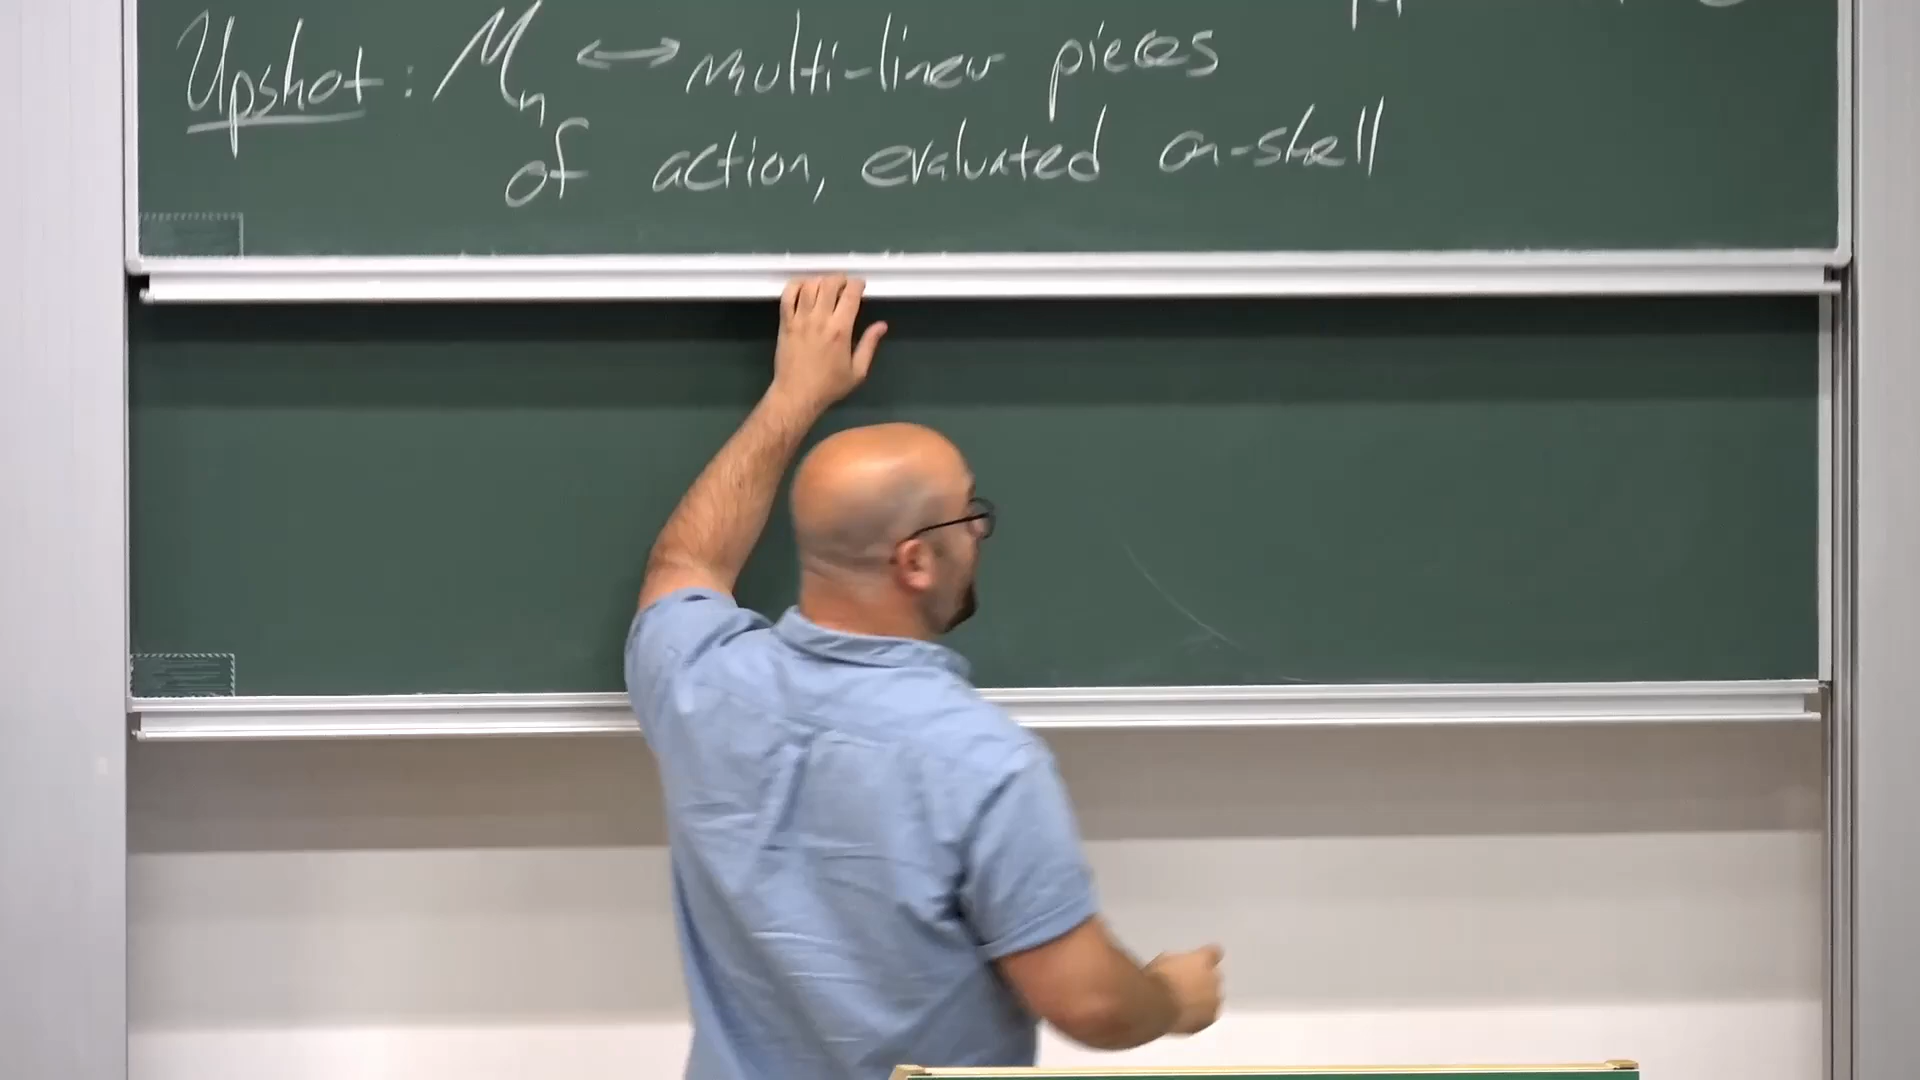 Upshot: Mₙ ↔ multi-linear pieces
of action, evaluated on-shell